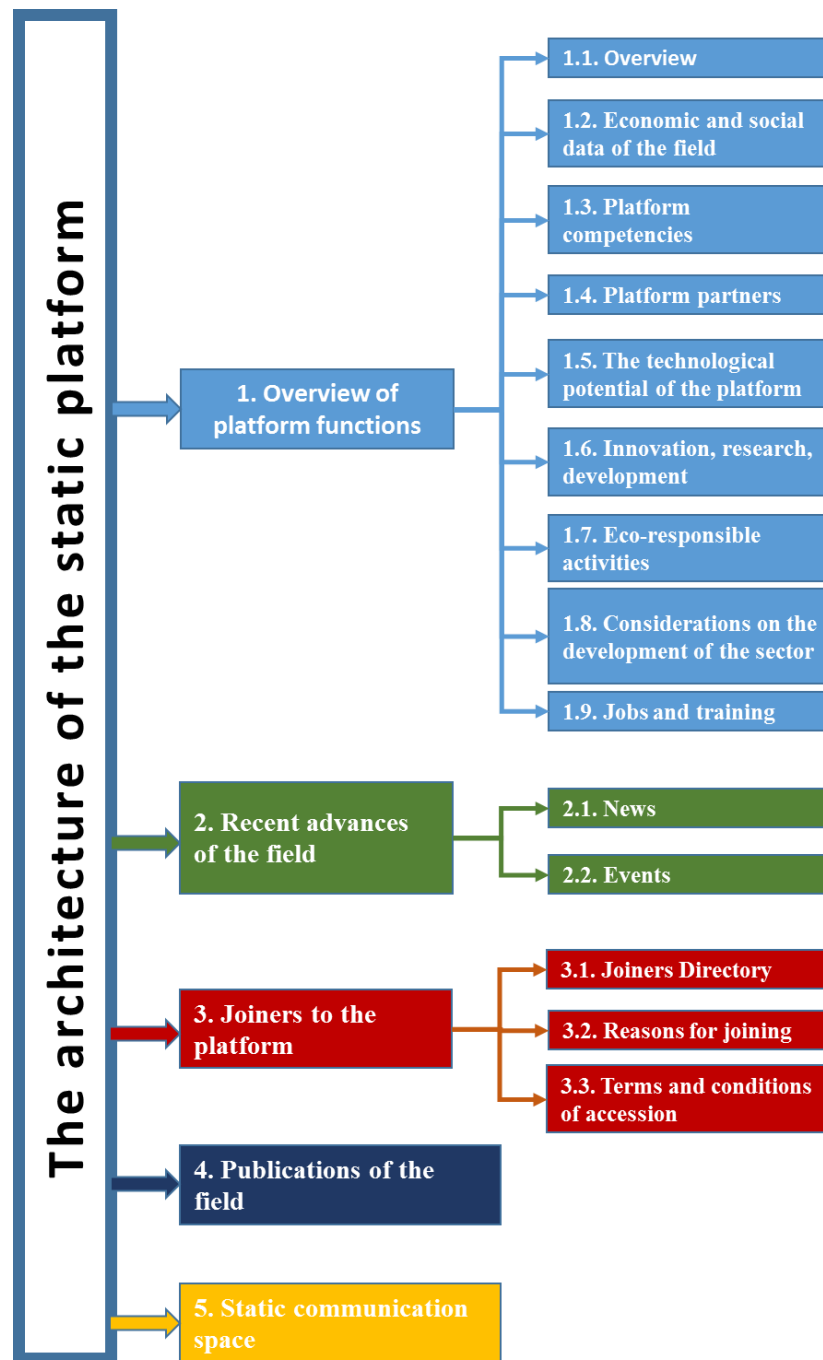 The architecture of the static platform
1. Overview of
platform functions
1.1. Overview
1.2. Economic and social
data of the field
1.3. Platform
competencies
1.4. Platform partners
1.5. The technological
potential of the platform
1.6. Innovation, research,
development
1.7. Eco-responsible
activities
1.8. Considerations on the
development of the sector
1.9. Jobs and training
2. Recent advances
of the field
2.1. News
2.2. Events
3. Joiners to the
platform
3.1. Joiners Directory
3.2. Reasons for joining
3.3. Terms and conditions
of accession
4. Publications of the
field
5. Static communication
space